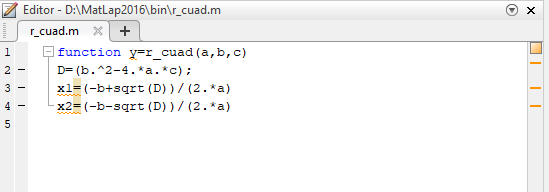 Editor - D:\MatLap2016\bin\r_cuad.m
r_cuad.m
1 function y=r_cuad(a,b,c)
2 D=(b.^2-4.*a.*c);
3 x1=(-b+sqrt(D))/(2.*a)
4 x2=(-b-sqrt(D))/(2.*a)
5